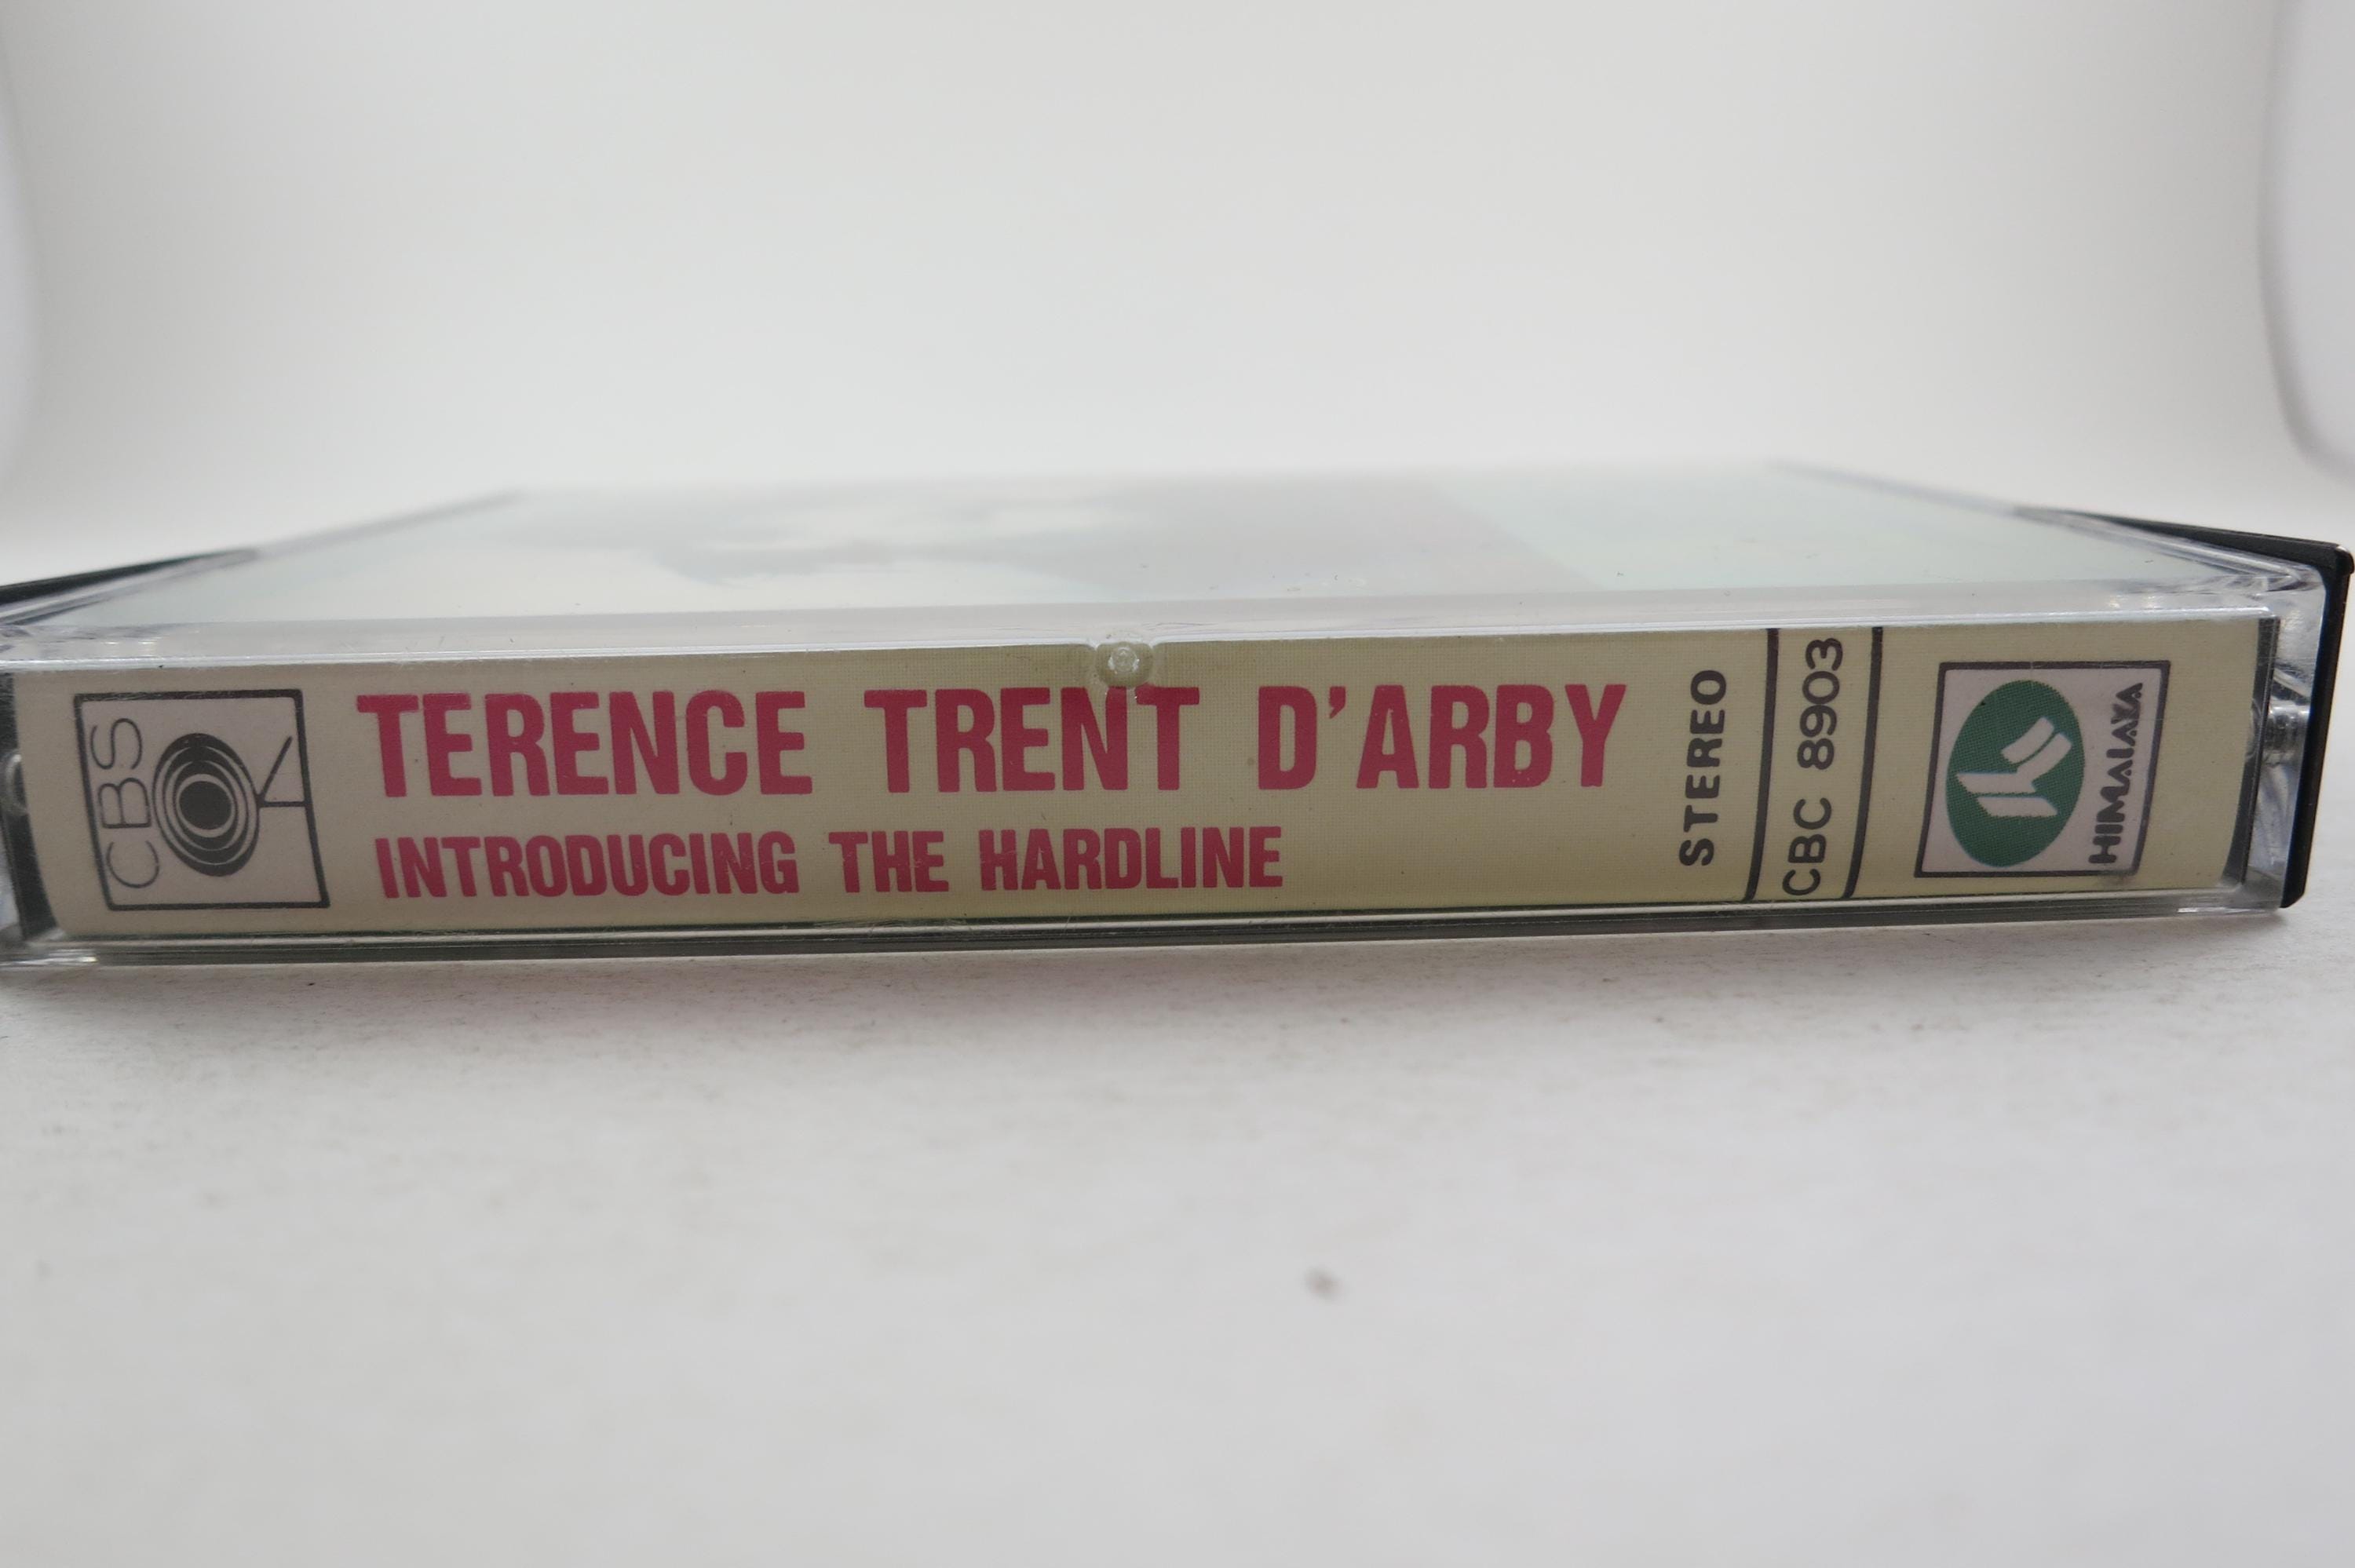 CBS
TERENCE TRENT D'ARBY
INTRODUCING THE HARDLINE
STEREO
CBC 8903
HIMALAYA